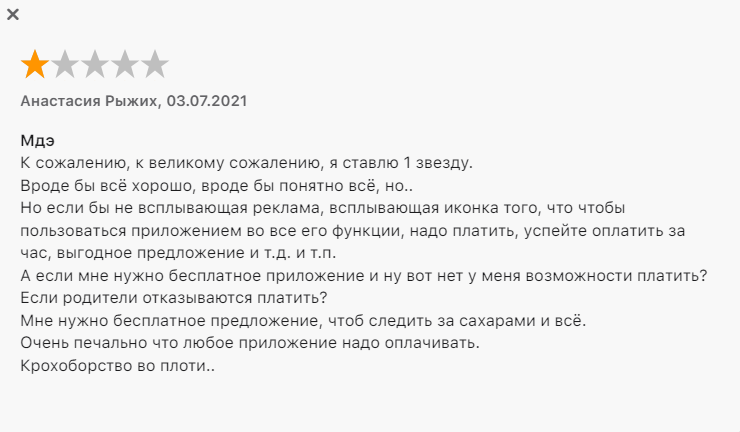 Анастасия Рыжих, 03.07.2021
Мдэ
К сожалению, к великому сожалению, я ставлю 1 звезду.
Вроде бы всё хорошо, вроде бы понятно всё, но..
Но если бы не всплывающая реклама, всплывающая иконка того, что чтобы
пользоваться приложением во все его функции, надо платить, успейте оплатить за
час, выгодное предложение и т.д. и т.п.
А если мне нужно бесплатное приложение и ну вот нет у меня возможности платить?
Если родители отказываются платить?
Мне нужно бесплатное предложение, чтоб следить за сахарами и всё.
Очень печально что любое приложение надо оплачивать.
Крохоборство во плоти..